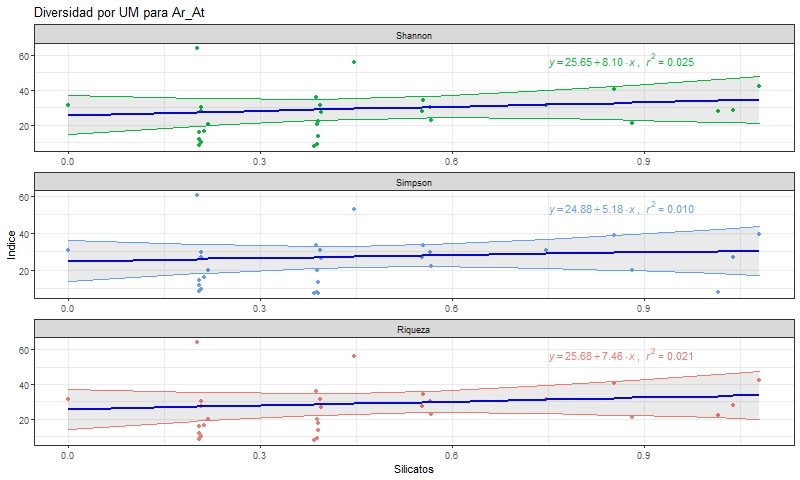 Diversidad por UM para Ar_At
Shannon
y = 25.65 + 8.10 · x ,  r² = 0.025
60
40
20
0.0 0.3 0.6 0.9
Simpson
y = 24.88 + 5.18 · x ,  r² = 0.010
60
40
20
Indice
0.0 0.3 0.6 0.9
Riqueza
y = 25.68 + 7.46 · x ,  r² = 0.021
60
40
20
0.0 0.3 0.6 0.9
Silicatos